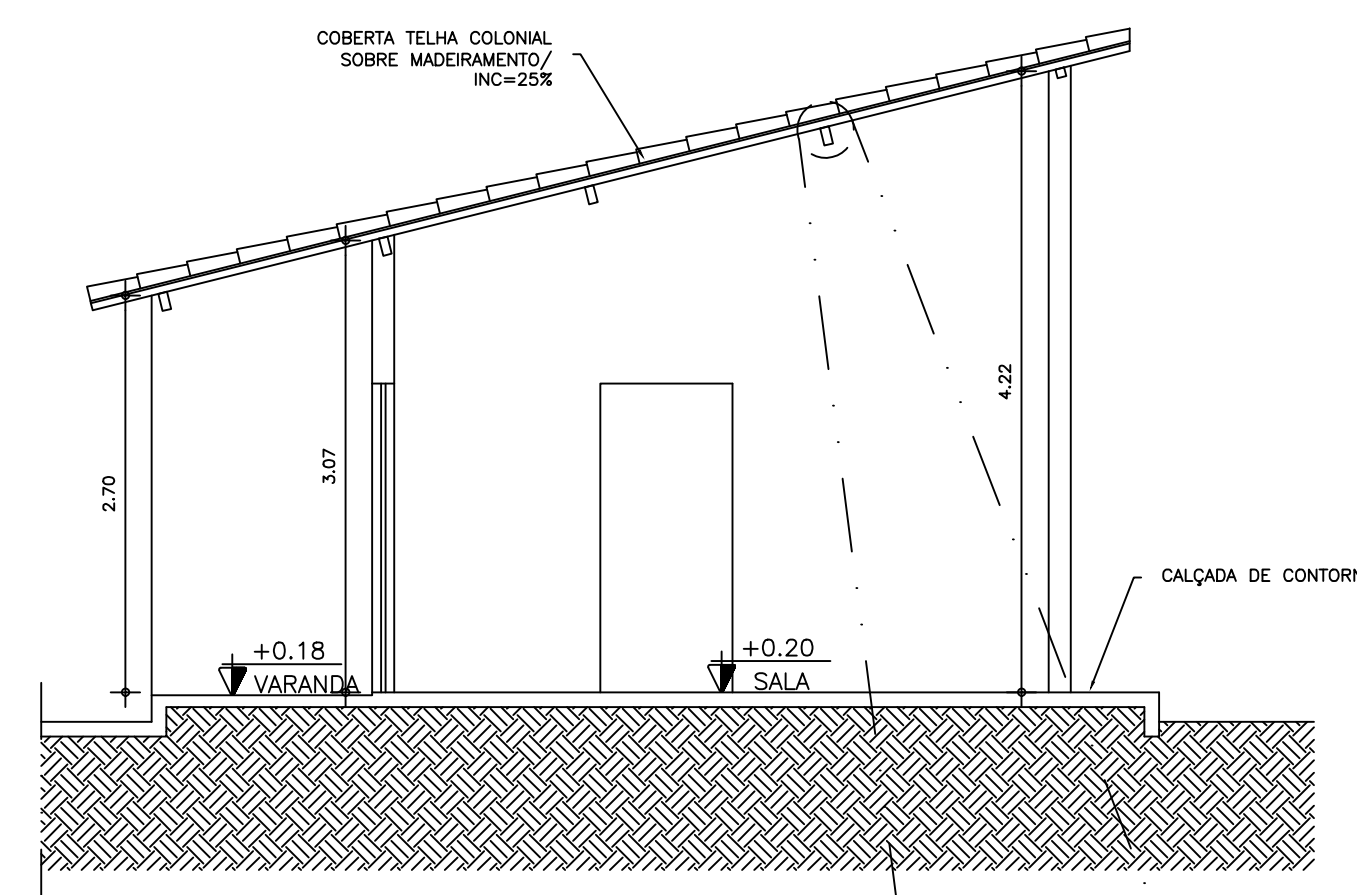 COBERTA TELHA COLONIAL
SOBRE MADEIRAMENTO/
INC=25%
4.22
3.07
2.70
CALÇADA DE CONTORN
+0.18
VARANDA
+0.20
SALA